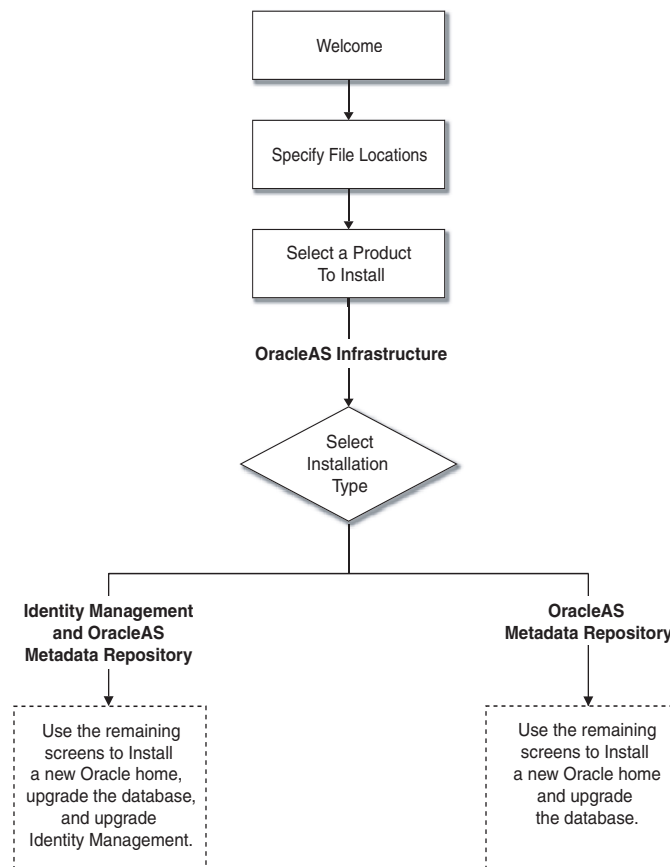 Welcome
Specify File Locations
Select a Product
To Install
OracleAS Infrastructure
Select
Installation
Type
Identity Management
and OracleAS
Metadata Repository
OracleAS
Metadata Repository
Use the remaining
screens to Install
a new Oracle home,
upgrade the database,
and upgrade
Identity Management.
Use the remaining
screens to Install
a new Oracle home
and upgrade
the database.